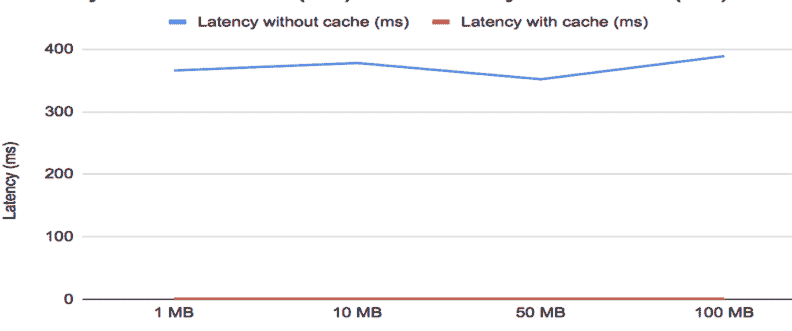 Latency without cache (ms) Latency with cache (ms)
400
300
200
100
0
Latency (ms)
1 MB 10 MB 50 MB 100 MB